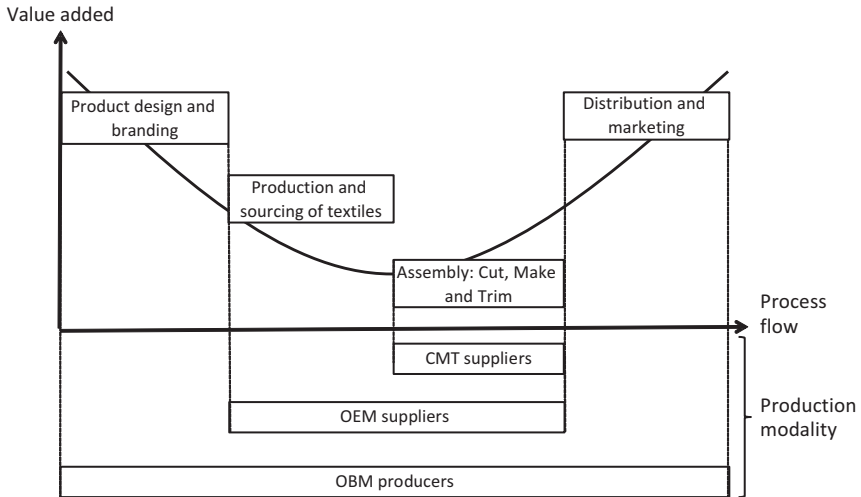 Value added
Product design and
branding
Distribution and
marketing
Production and
sourcing of textiles
Assembly: Cut, Make
and Trim
Process
flow
CMT suppliers
OEM suppliers
Production
modality
OBM producers